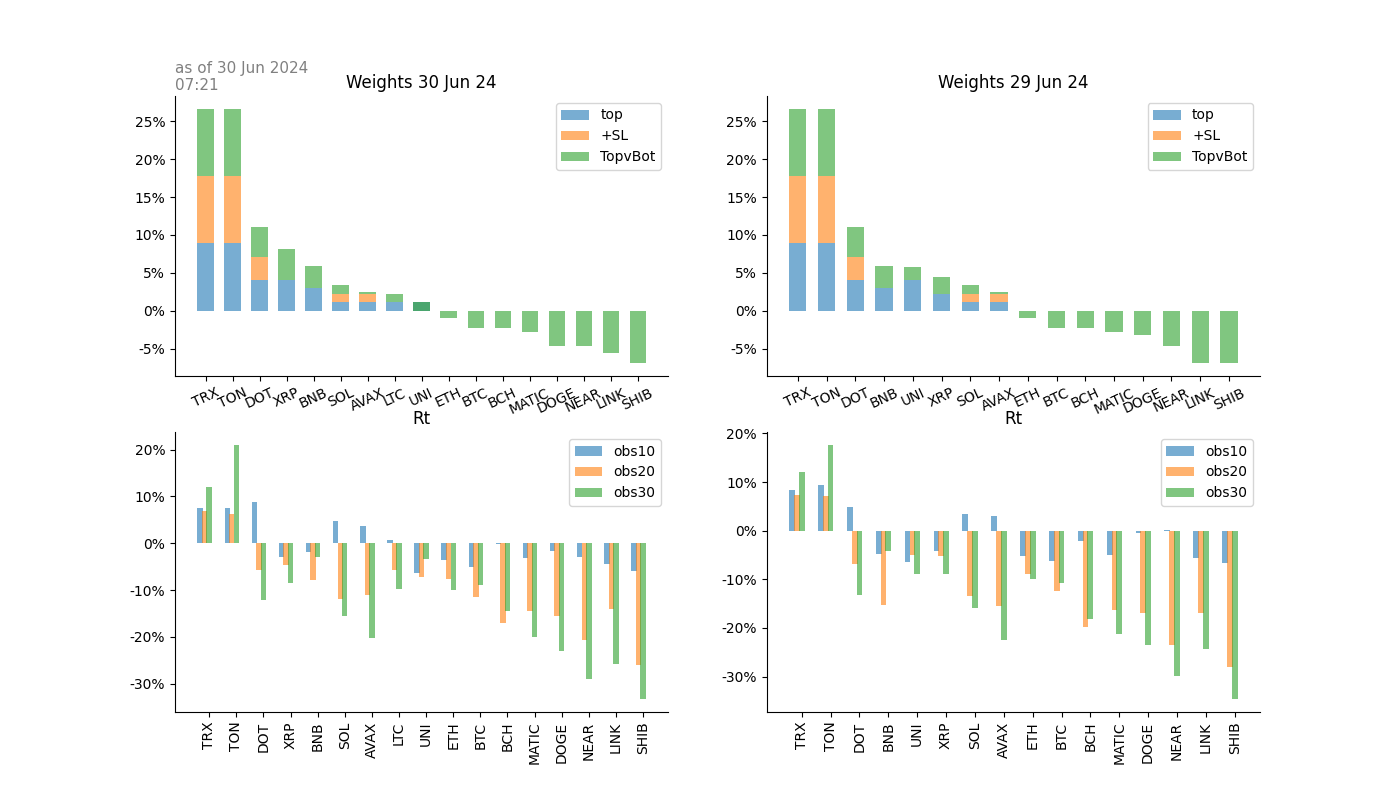 as of 30 Jun 2024
07:21
Weights 30 Jun 24
25%
20%
15%
10%
5%
0%
-5%
top
+SL
TopvBot
TRX TON DOT XRP BNB SOL AVAX LTC UNI ETH BTC BCH MATIC DOGE NEAR LINK SHIB
Weights 29 Jun 24
25%
20%
15%
10%
5%
0%
-5%
top
+SL
TopvBot
TRX TON DOT BNB UNI XRP SOL AVAX ETH BTC BCH MATIC DOGE NEAR LINK SHIB
Rt
20%
10%
0%
-10%
-20%
-30%
obs10
obs20
obs30
TRX TON DOT XRP BNB SOL AVAX LTC UNI ETH BTC BCH MATIC DOGE NEAR LINK SHIB
Rt
20%
10%
0%
-10%
-20%
-30%
obs10
obs20
obs30
TRX TON DOT BNB UNI XRP SOL AVAX ETH BTC BCH MATIC DOGE NEAR LINK SHIB